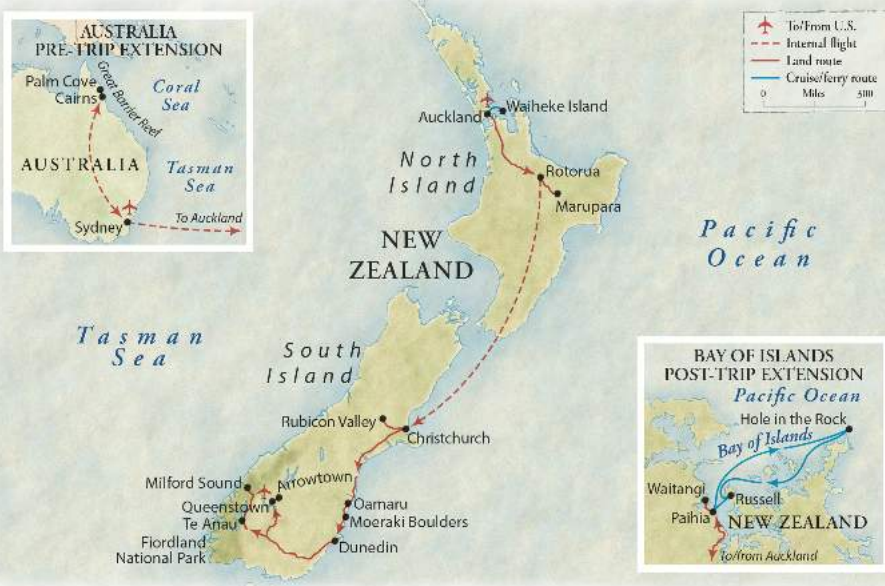 AUSTRALIA
PRE-TRIP EXTENSION
Palm Cove
Cairns
Great Barrier Reef
Coral
Sea
AUSTRALIA
Tasman
Sea
Sydney
To Auckland
To/From U.S.
Internal flight
Land route
Cruise/ferry route
0 Miles 300
Auckland
Waiheke Island
North
Island
Rotorua
Marupara
NEW
ZEALAND
Pacific
Ocean
Tasman
Sea
South
Island
Rubicon Valley
Christchurch
Milford Sound
Arrowtown
Queenstown
Te Anau
Fiordland
National Park
Oamaru
Moeraki Boulders
Dunedin
BAY OF ISLANDS
POST-TRIP EXTENSION
Pacific Ocean
Hole in the Rock
Bay of Islands
Waitangi
Russell
Paihia
NEW ZEALAND
To/from Auckland